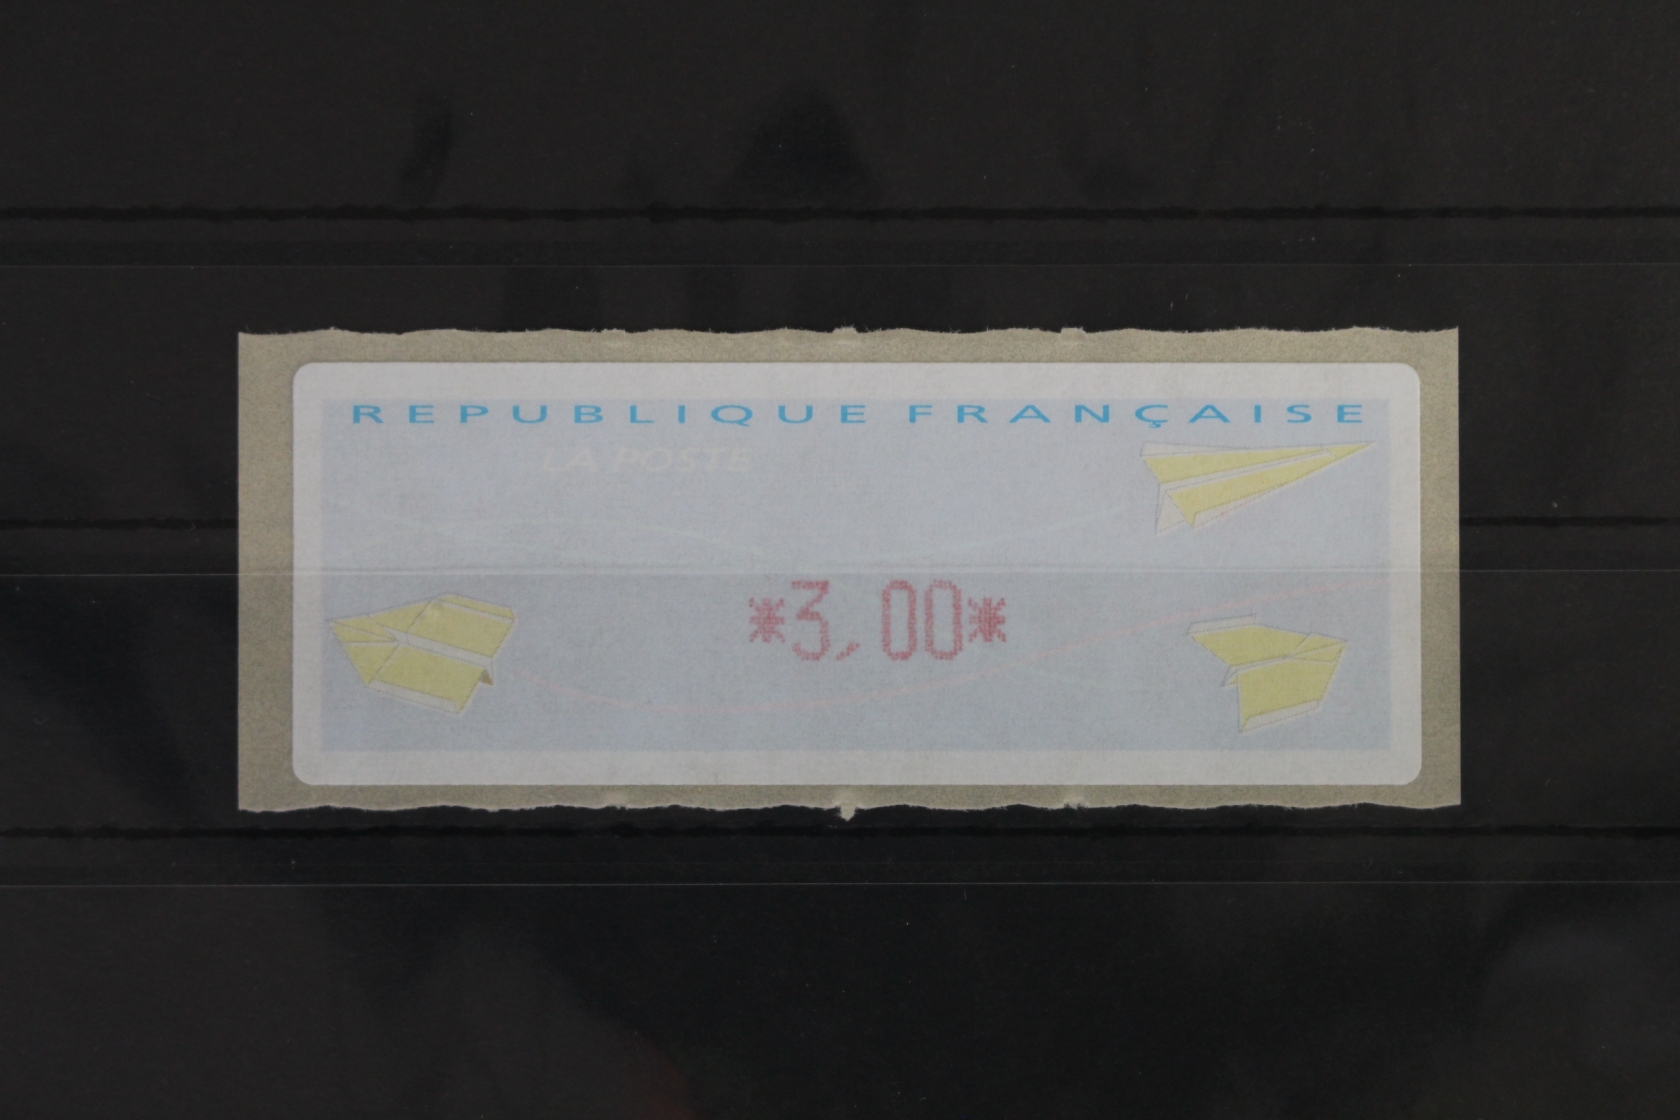 REPUBLIQUE FRANÇAISE
LA POSTE
*3,00*